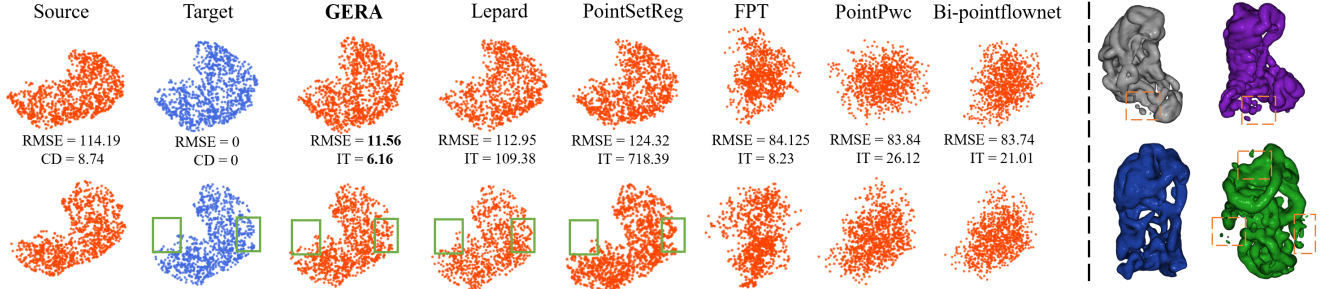 Source Target GERA Lepard PointSetReg FPT PointPwc Bi-pointflownet
RMSE = 114.19 RMSE = 0 RMSE = 11.56 RMSE = 112.95 RMSE = 124.32 RMSE = 84.125 RMSE = 83.84 RMSE = 83.74
CD = 8.74 CD = 0 IT = 6.16 IT = 109.38 IT = 718.39 IT = 8.23 IT = 26.12 IT = 21.01